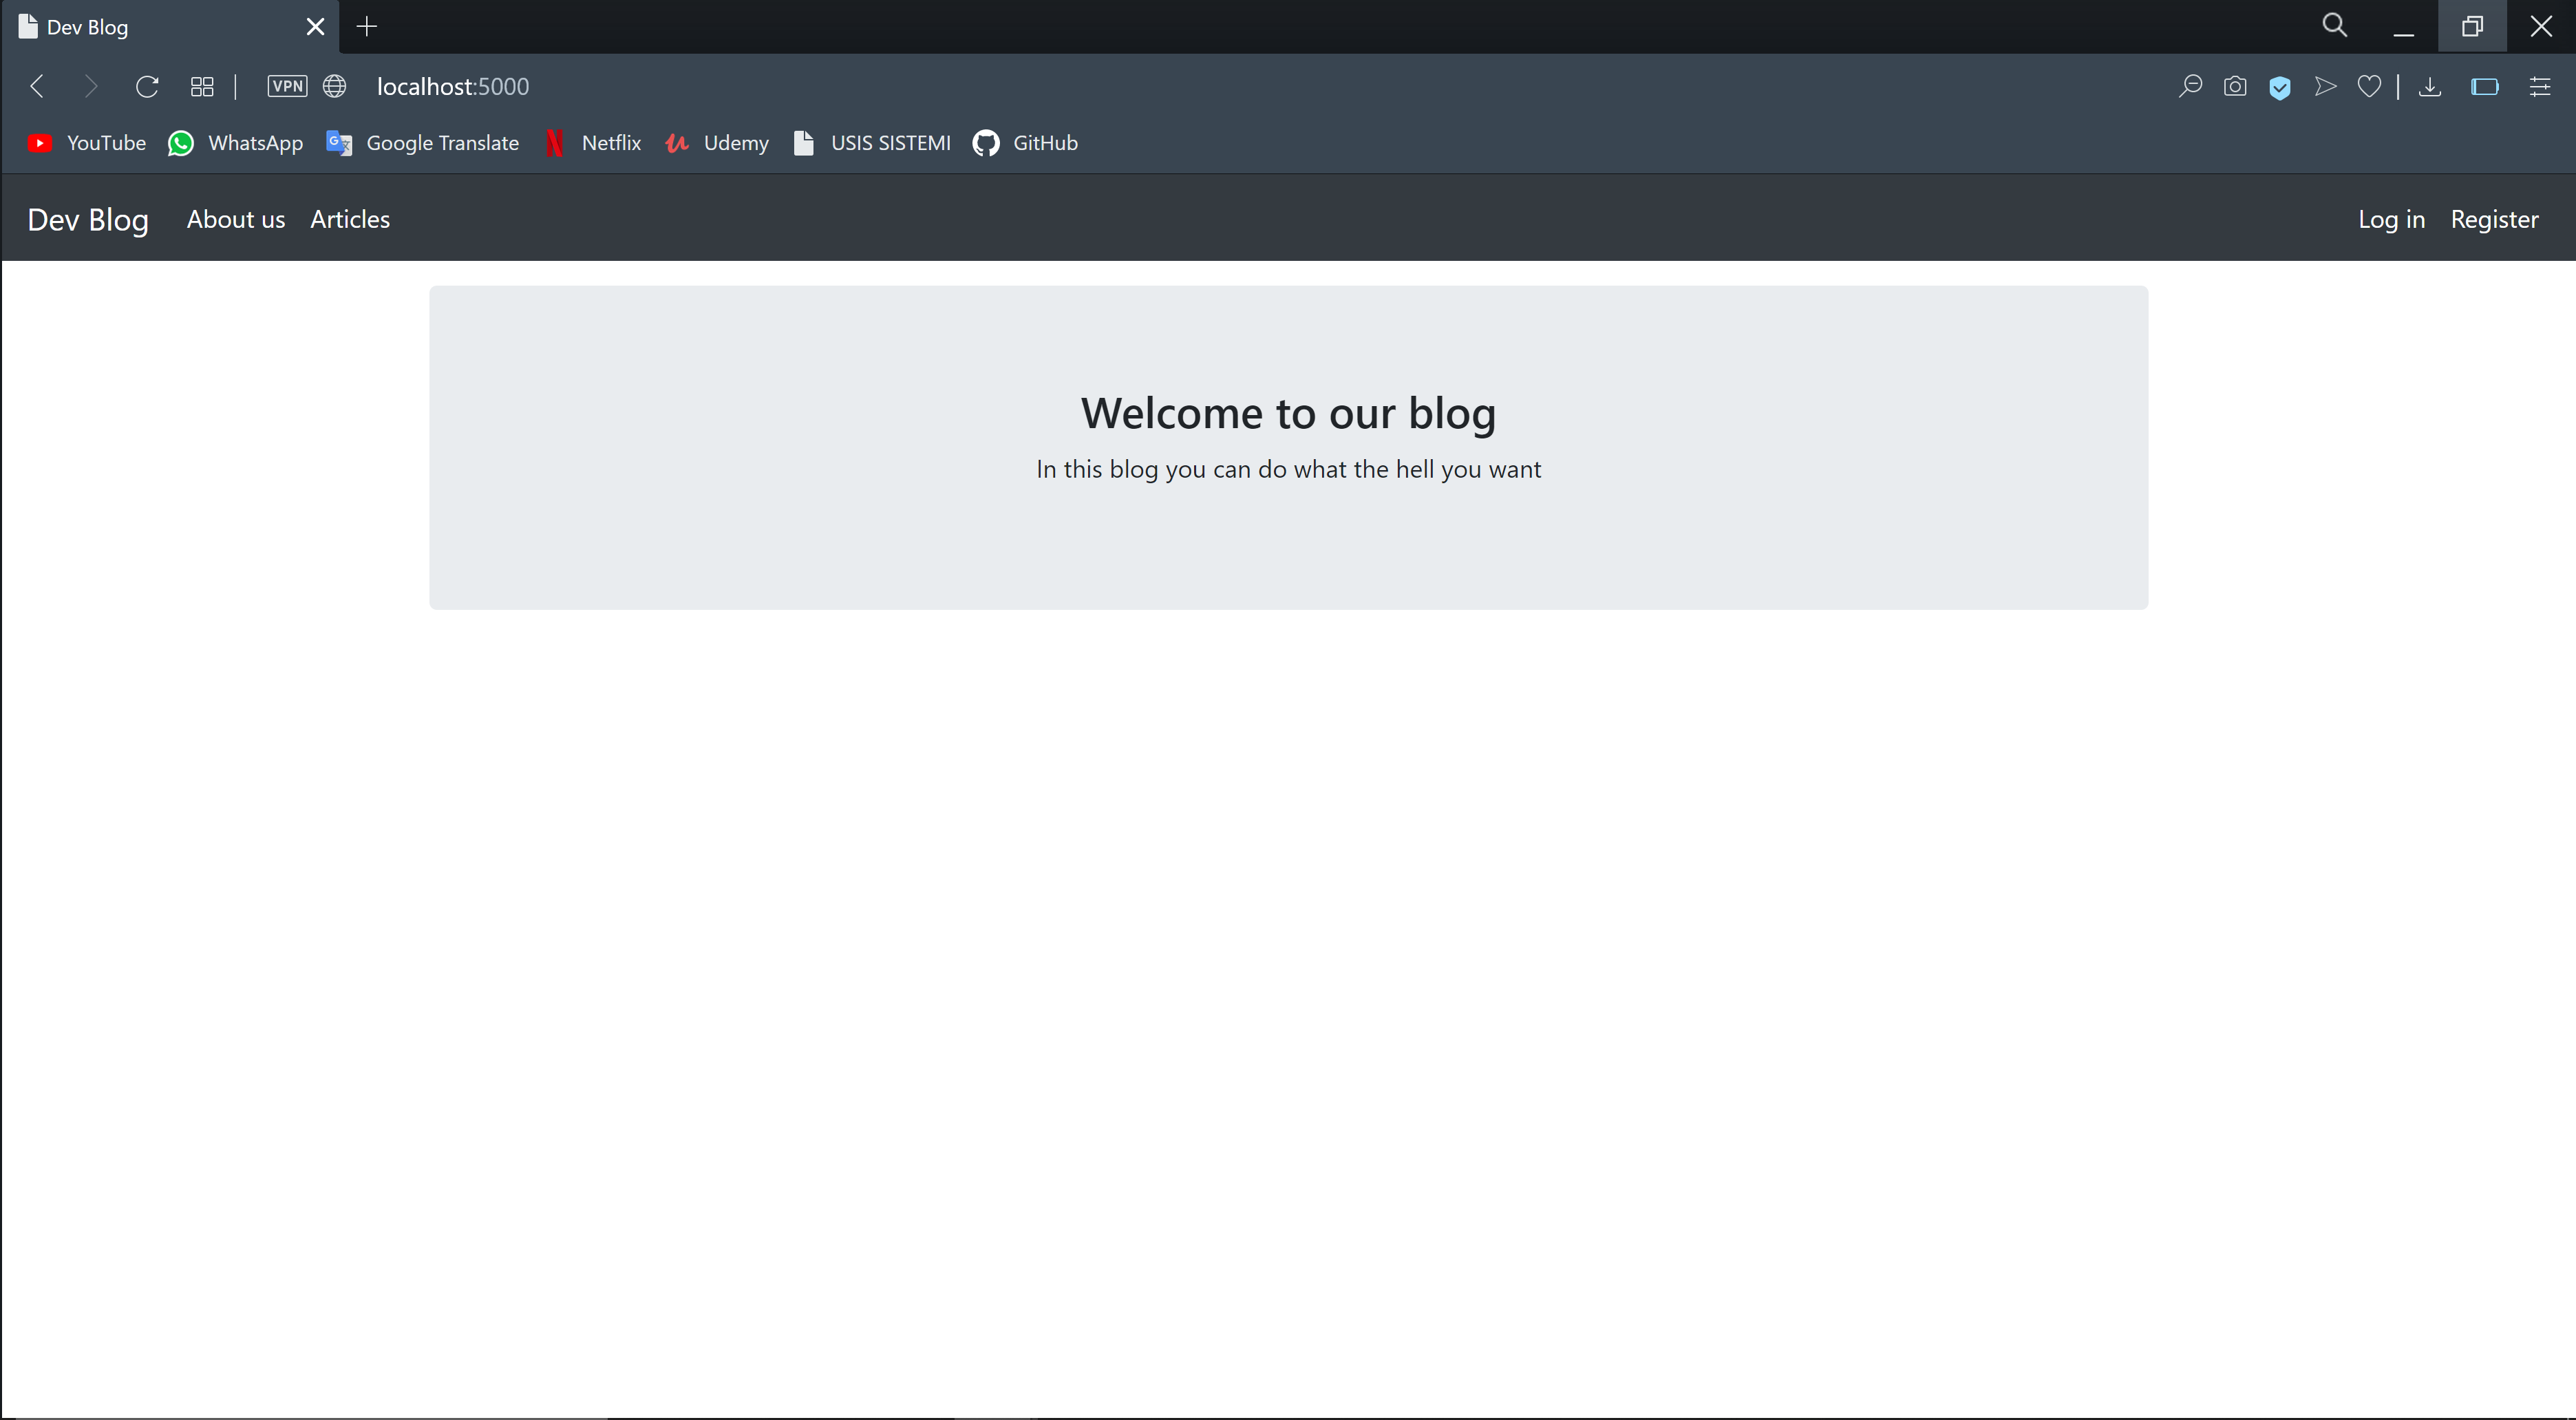 Dev Blog
VPN localhost:5000
YouTube WhatsApp Google Translate Netflix Udemy USIS SISTEMI GitHub
Dev Blog About us Articles Log in Register
Welcome to our blog
In this blog you can do what the hell you want